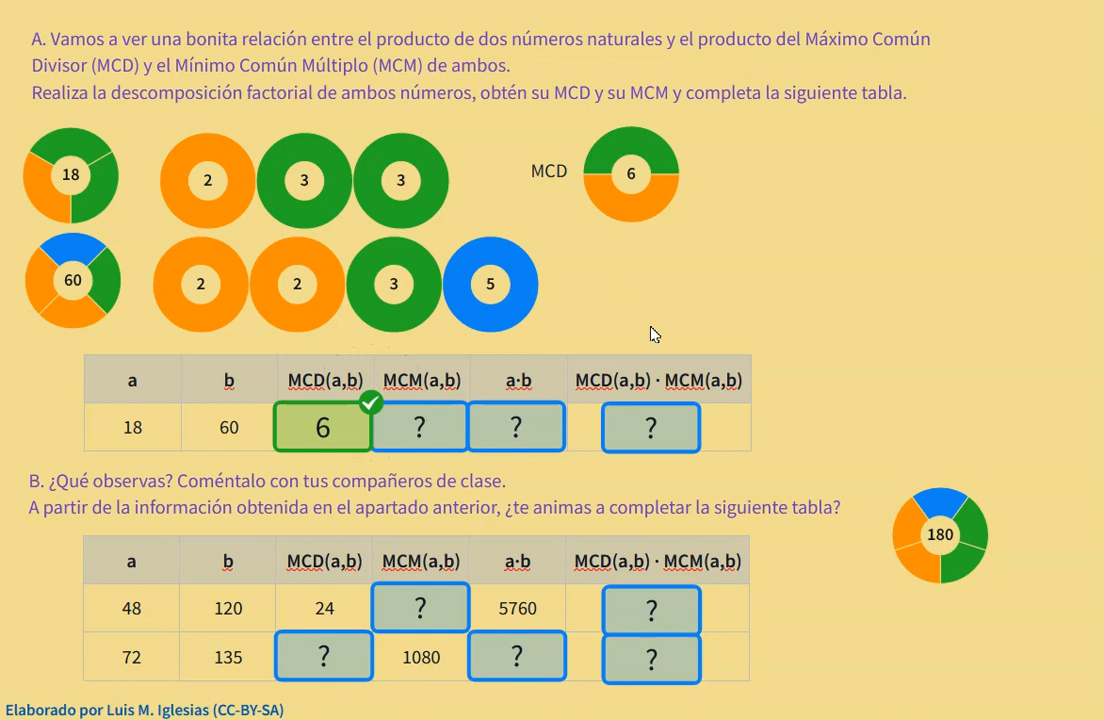 A. Vamos a ver una bonita relación entre el producto de dos números naturales y el producto del Máximo Común
Divisor (MCD) y el Mínimo Común Múltiplo (MCM) de ambos.
Realiza la descomposición factorial de ambos números, obtén su MCD y su MCM y completa la siguiente tabla.
18 2 3 3 MCD 6
60 2 2 3 5
a b MCD(a,b) MCM(a,b) a·b MCD(a,b) · MCM(a,b)
18 60 6 ? ? ?
B. ¿Qué observas? Coméntalo con tus compañeros de clase.
A partir de la información obtenida en el apartado anterior, ¿te animas a completar la siguiente tabla?
180
a b MCD(a,b) MCM(a,b) a·b MCD(a,b) · MCM(a,b)
48 120 24 ? 5760 ?
72 135 ? 1080 ? ?
Elaborado por Luis M. Iglesias (CC-BY-SA)